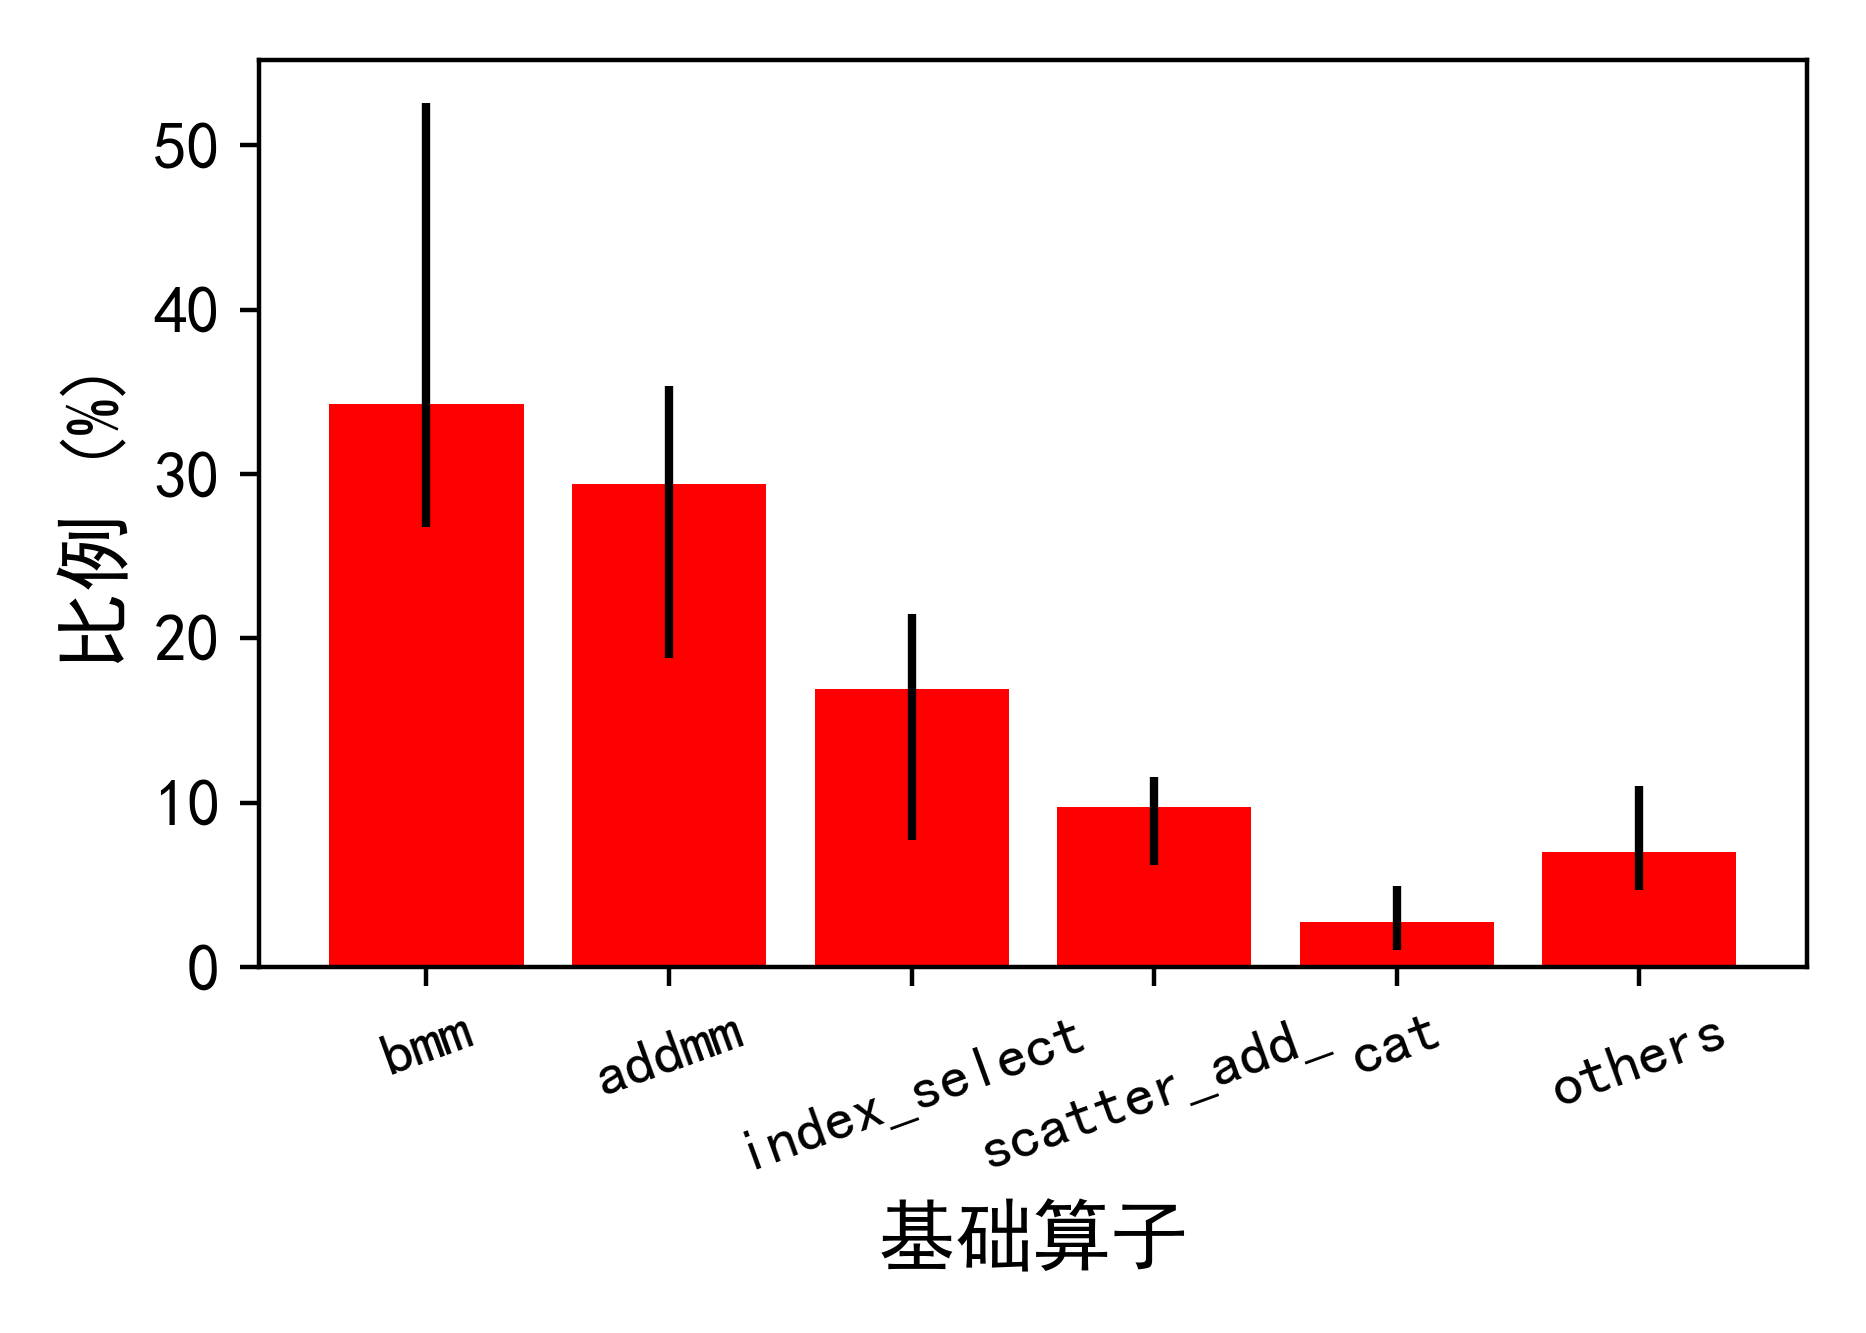 比例 (%)
50
40
30
20
10
0
bmm
addmm
index_select
scatter_add_
cat
others
基础算子